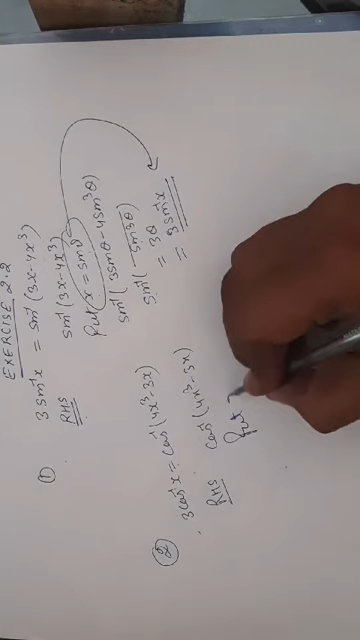 EXERCISE 2.2
① 3sin⁻¹x = sin⁻¹(3x-4x³)
RHS sin⁻¹(3x-4x³)
Put x = sinθ
sin⁻¹(3sinθ-4sin³θ)
sin⁻¹(sin3θ)
= 3θ
= 3sin⁻¹x
② 3cos⁻¹x = cos⁻¹(4x³-3x)
RHS cos⁻¹(4x³-3x)
Put